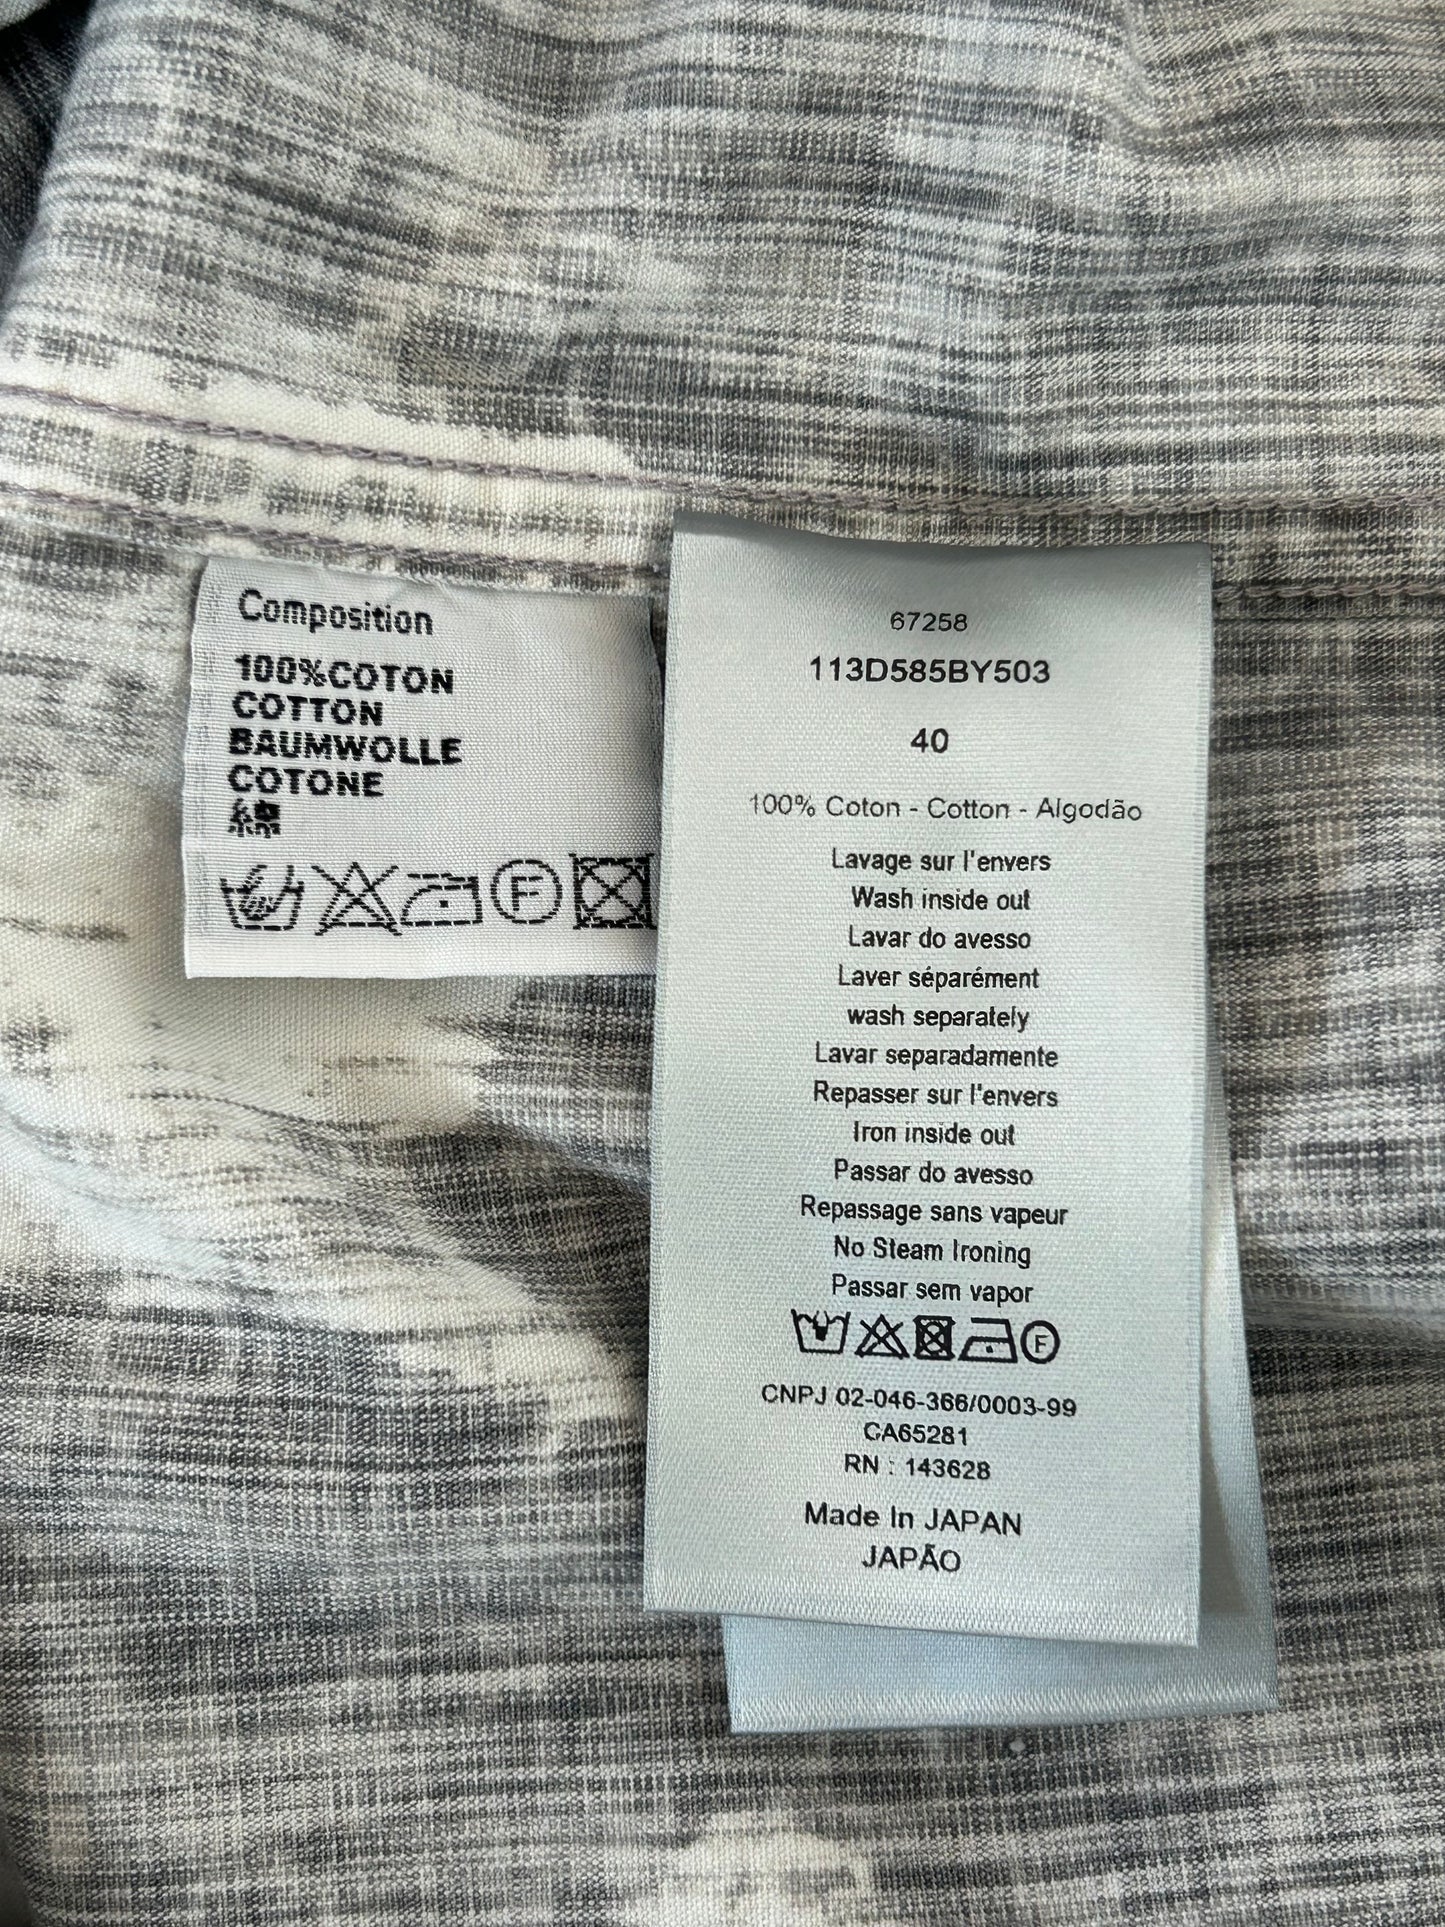 Composition
100%COTON
COTTON
BAUMWOLLE
COTONE
綿
F
67258
113D585BY503
40
100% Coton - Cotton - Algodão
Lavage sur l'envers
Wash inside out
Lavar do avesso
Laver séparément
wash separately
Lavar separadamente
Repasser sur l'envers
Iron inside out
Passar do avesso
Repassage sans vapeur
No Steam Ironing
Passar sem vapor
F
CNPJ 02-046-366/0003-99
CA65281
RN : 143628
Made In JAPAN
JAPÃO